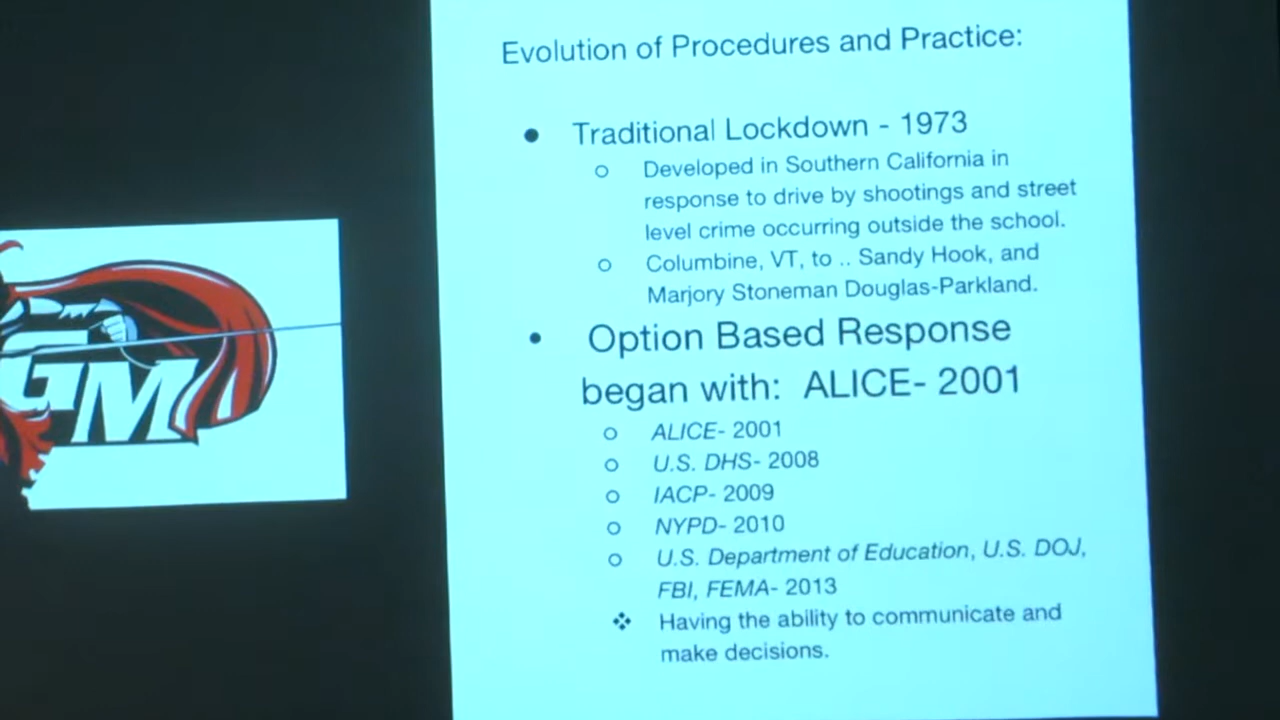 Evolution of Procedures and Practice:
● Traditional Lockdown - 1973
○ Developed in Southern California in
response to drive by shootings and street
level crime occurring outside the school.
○ Columbine, VT, to .. Sandy Hook, and
Marjory Stoneman Douglas-Parkland.
• Option Based Response
began with: ALICE- 2001
○ ALICE- 2001
○ U.S. DHS- 2008
○ IACP- 2009
○ NYPD- 2010
○ U.S. Department of Education, U.S. DOJ,
FBI, FEMA- 2013
❖ Having the ability to communicate and
make decisions.
GM